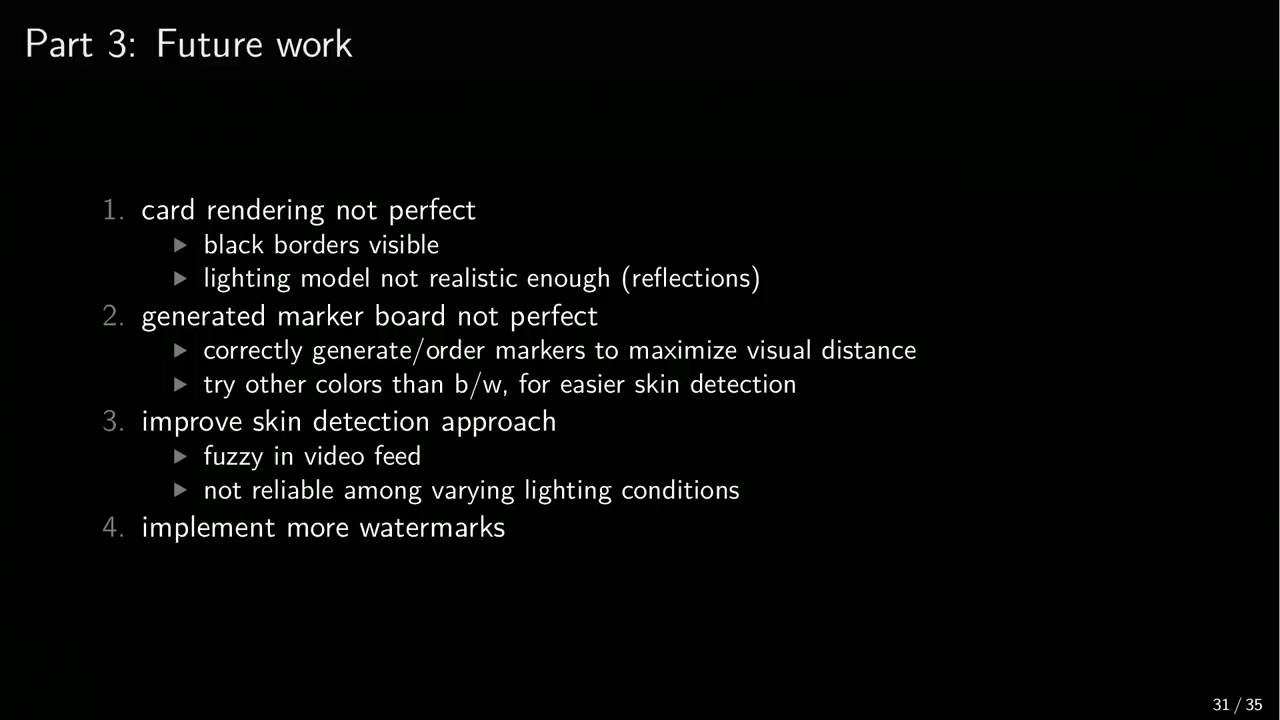 Part 3: Future work
1. card rendering not perfect
▶ black borders visible
▶ lighting model not realistic enough (reflections)
2. generated marker board not perfect
▶ correctly generate/order markers to maximize visual distance
▶ try other colors than b/w, for easier skin detection
3. improve skin detection approach
▶ fuzzy in video feed
▶ not reliable among varying lighting conditions
4. implement more watermarks
31 / 35